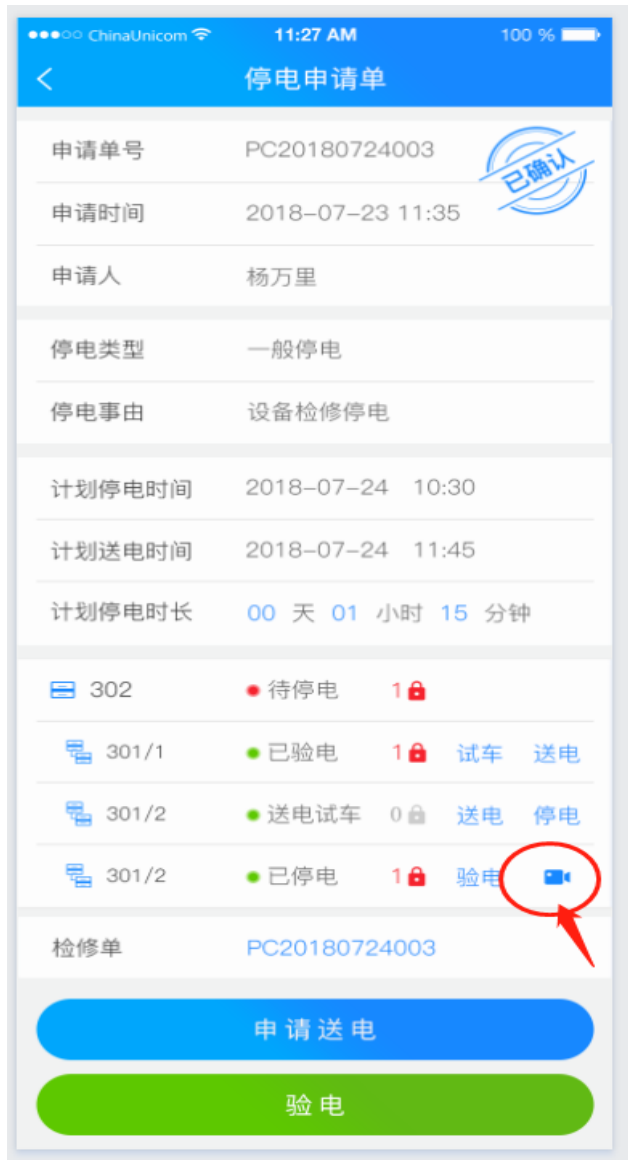 ChinaUnicom 11:27 AM 100 %
停电申请单
申请单号 PC20180724003
已确认
申请时间 2018-07-23 11:35
申请人 杨万里
停电类型 一般停电
停电事由 设备检修停电
计划停电时间 2018-07-24 10:30
计划送电时间 2018-07-24 11:45
计划停电时长 00 天 01 小时 15 分钟
302 待停电 1
301/1 已验电 1 试车 送电
301/2 送电试车 0 送电 停电
301/2 已停电 1 验电
检修单 PC20180724003
申请送电
验电